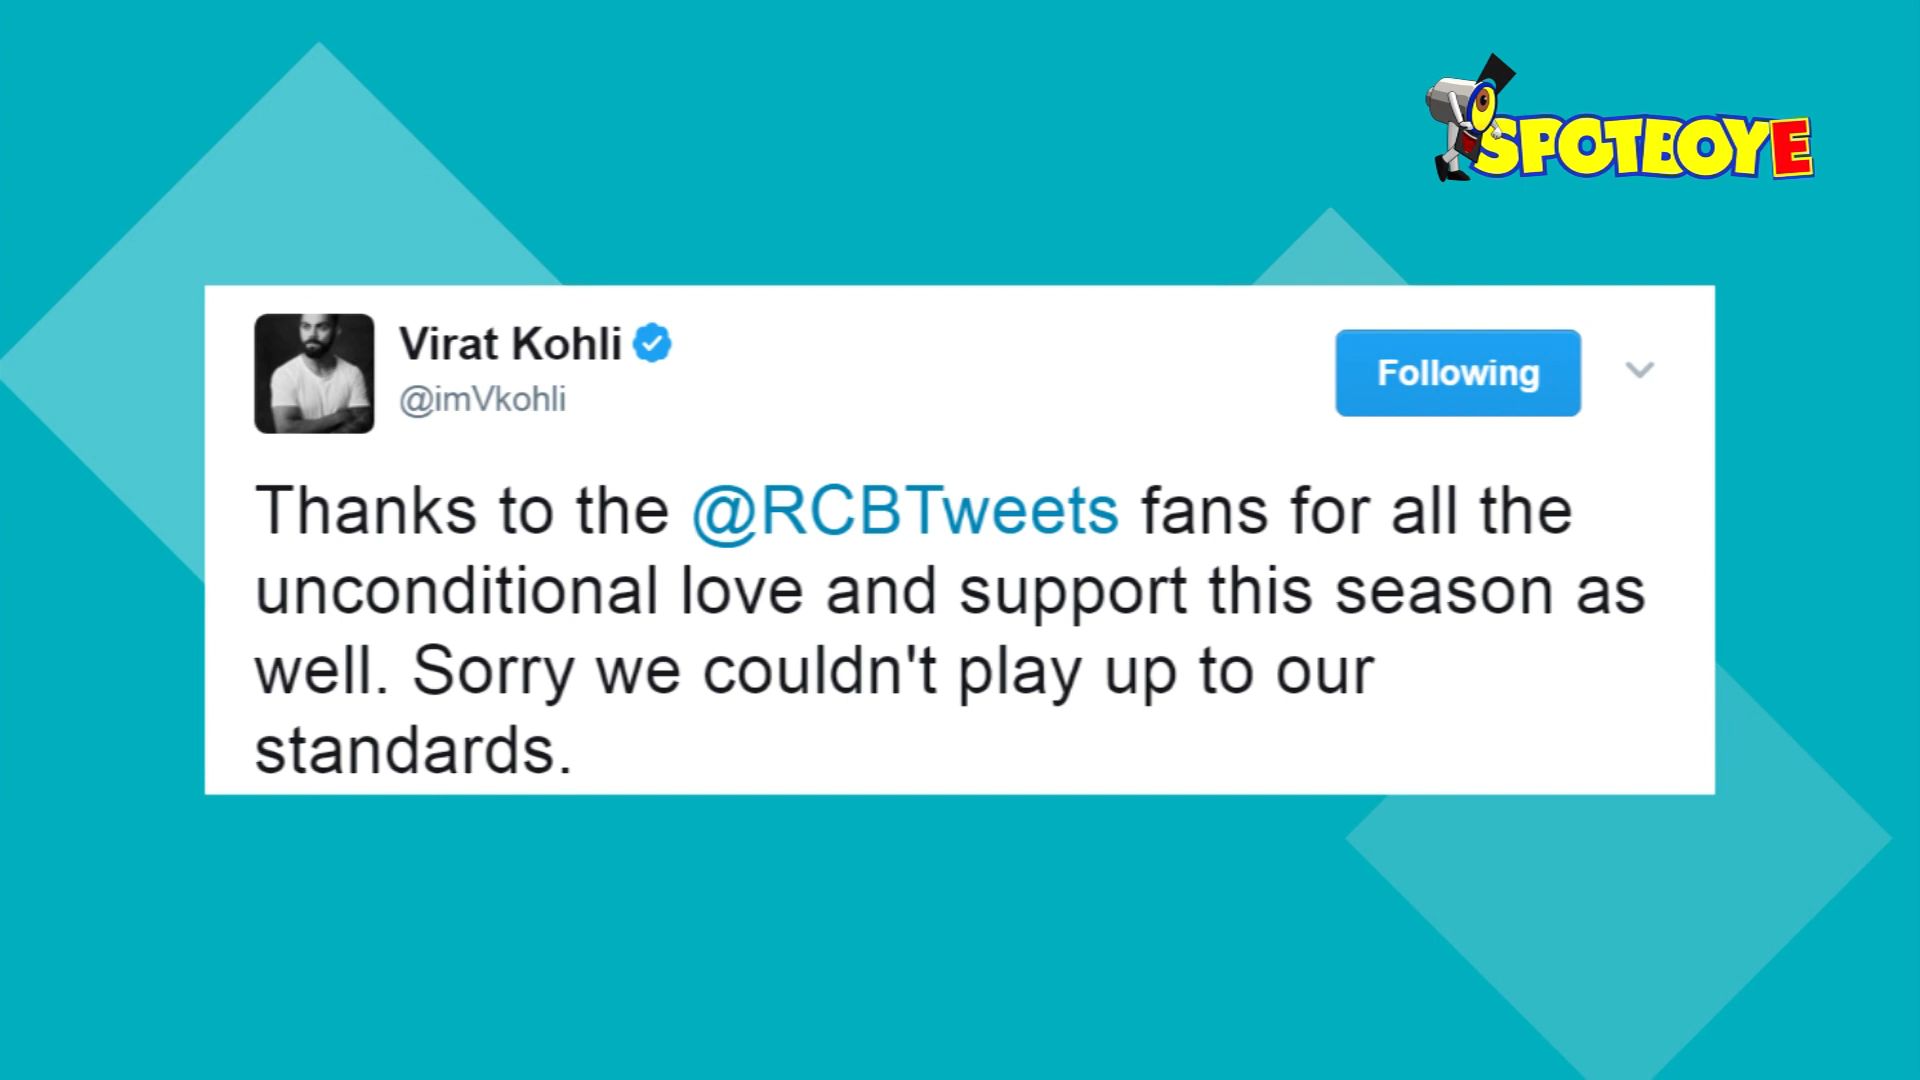 SPOTBOYE
Virat Kohli
@imVkohli
Following
Thanks to the @RCBTweets fans for all the
unconditional love and support this season as
well. Sorry we couldn't play up to our
standards.